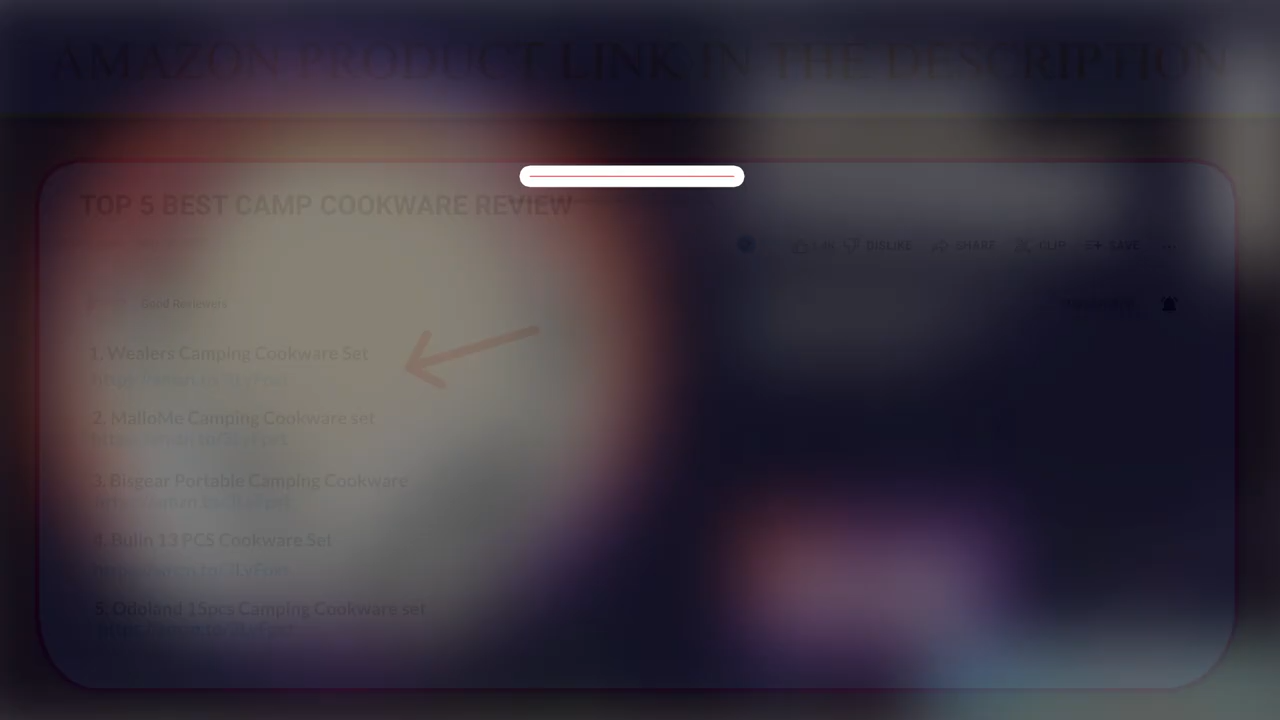 AMAZON PRODUCT LINK IN THE DESCRIPTION
TOP 5 BEST CAMP COOKWARE REVIEW
DISLIKE SHARE CLIP SAVE ...
Good Reviewers
1. Wealers Camping Cookware Set
2. MalloMe Camping Cookware set
3. Bisgear Portable Camping Cookware
4. Bulin 13 PCS Cookware Set
5. Odoland 15pcs Camping Cookware set